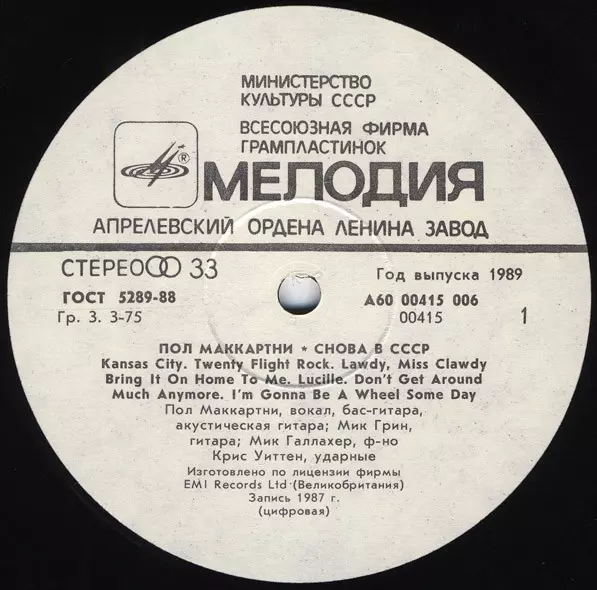 МИНИСТЕРСТВО
КУЛЬТУРЫ СССР
ВСЕСОЮЗНАЯ ФИРМА
ГРАМПЛАСТИНОК
®
МЕЛОДИЯ
АПРЕЛЕВСКИЙ ОРДЕНА ЛЕНИНА ЗАВОД
СТЕРЕО 33
Год выпуска 1989
ГОСТ 5289-88
А60 00415 006
Гр. 3. 3-75
00415
1
ПОЛ МАККАРТНИ * СНОВА В СССР
Kansas City. Twenty Flight Rock. Lawdy, Miss Clawdy
Bring It On Home To Me. Lucille. Don't Get Around
Much Anymore. I'm Gonna Be A Wheel Some Day
Пол Маккартни, вокал, бас-гитара,
акустическая гитара; Мик Грин,
гитара; Мик Галлахер, ф-но
Крис Уиттен, ударные
Изготовлено по лицензии фирмы
EMI Records Ltd (Великобритания)
Запись 1987 г.
(цифровая)